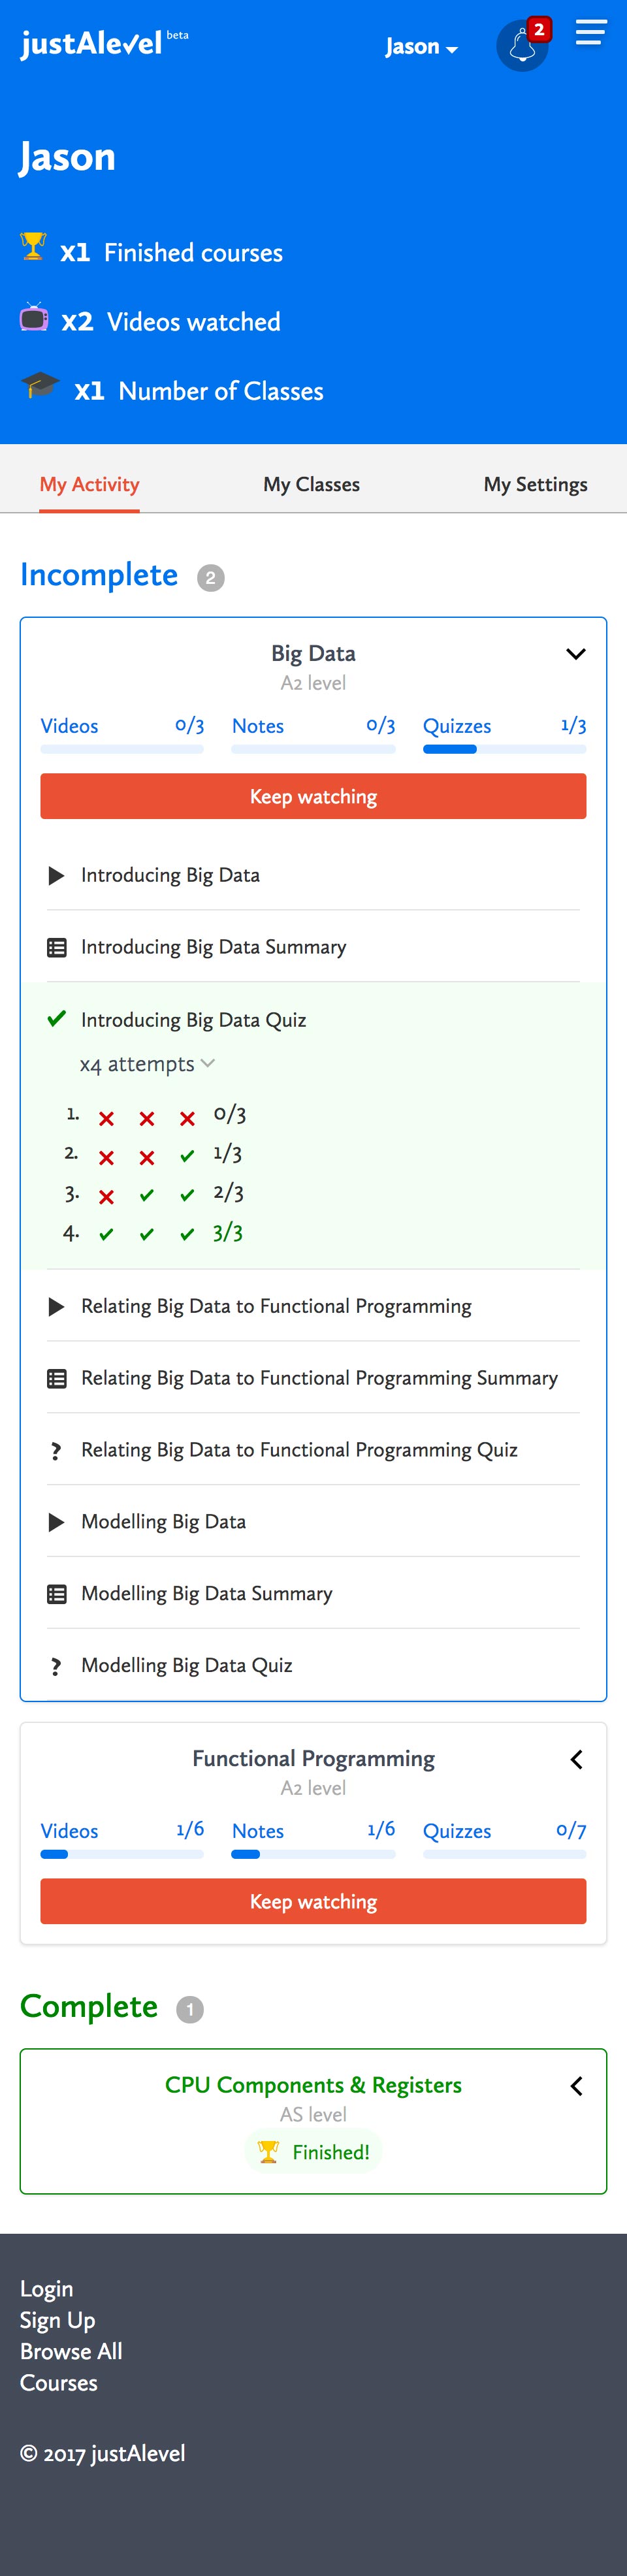 justAlevel beta
Jason
2
Jason
x1 Finished courses
x2 Videos watched
x1 Number of Classes
My Activity My Classes My Settings
Incomplete 2
Big Data
A2 level
Videos 0/3 Notes 0/3 Quizzes 1/3
Keep watching
Introducing Big Data
Introducing Big Data Summary
Introducing Big Data Quiz
x4 attempts
1. 0/3
2. 1/3
3. 2/3
4. 3/3
Relating Big Data to Functional Programming
Relating Big Data to Functional Programming Summary
? Relating Big Data to Functional Programming Quiz
Modelling Big Data
Modelling Big Data Summary
? Modelling Big Data Quiz
Functional Programming
A2 level
Videos 1/6 Notes 1/6 Quizzes 0/7
Keep watching
Complete 1
CPU Components & Registers
AS level
Finished!
Login
Sign Up
Browse All
Courses
© 2017 justAlevel